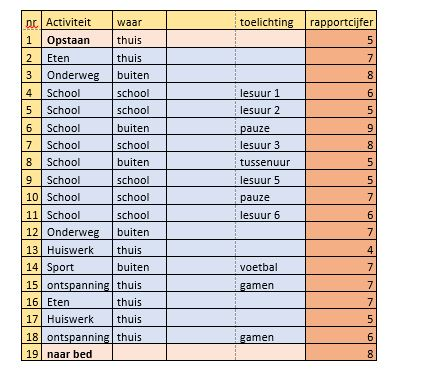 nr. Activiteit waar toelichting rapportcijfer
1 Opstaan thuis 5
2 Eten thuis 7
3 Onderweg buiten 8
4 School school lesuur 1 6
5 School school lesuur 2 5
6 School buiten pauze 9
7 School school lesuur 3 8
8 School buiten tussenuur 5
9 School school lesuur 5 5
10 School school pauze 7
11 School school lesuur 6 6
12 Onderweg buiten 7
13 Huiswerk thuis 4
14 Sport buiten voetbal 7
15 ontspanning thuis gamen 7
16 Eten thuis 7
17 Huiswerk thuis 5
18 ontspanning thuis gamen 6
19 naar bed 8